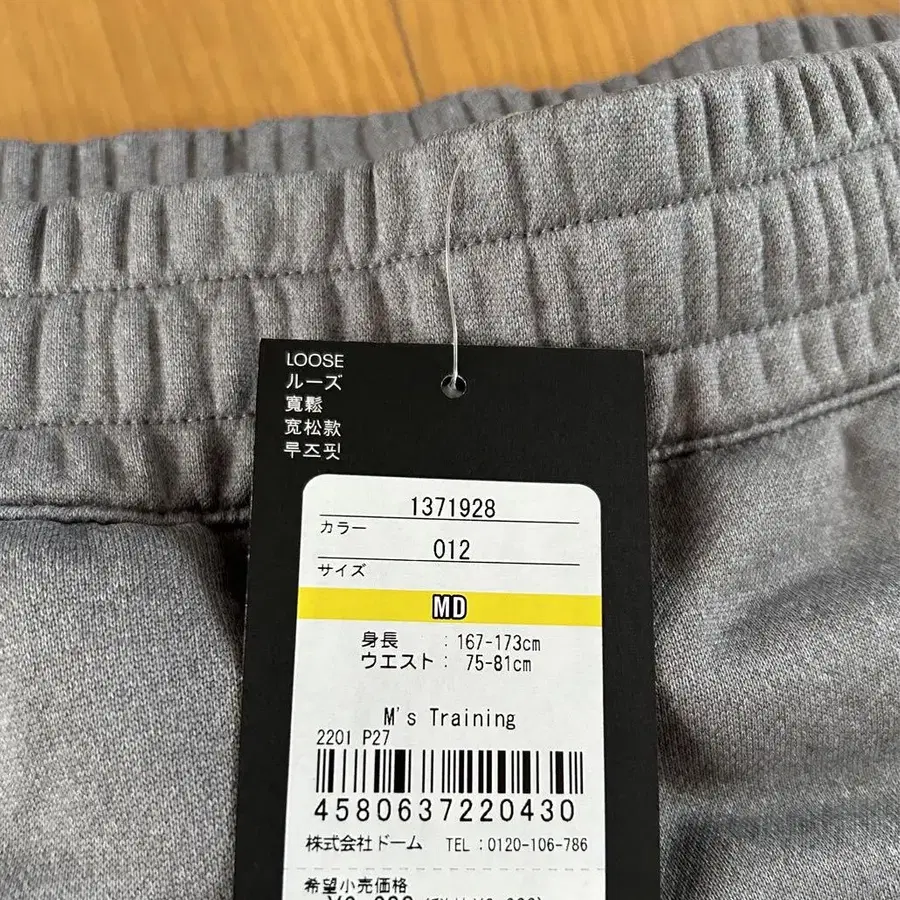 LOOSE
ルーズ
寬鬆
宽松款
루즈핏
1371928
カラー
012
サイズ
MD
身長 : 167-173cm
ウエスト : 75-81cm
M's Training
2201 P27
4580637220430
株式会社ドーム TEL:0120-106-786
希望小売価格